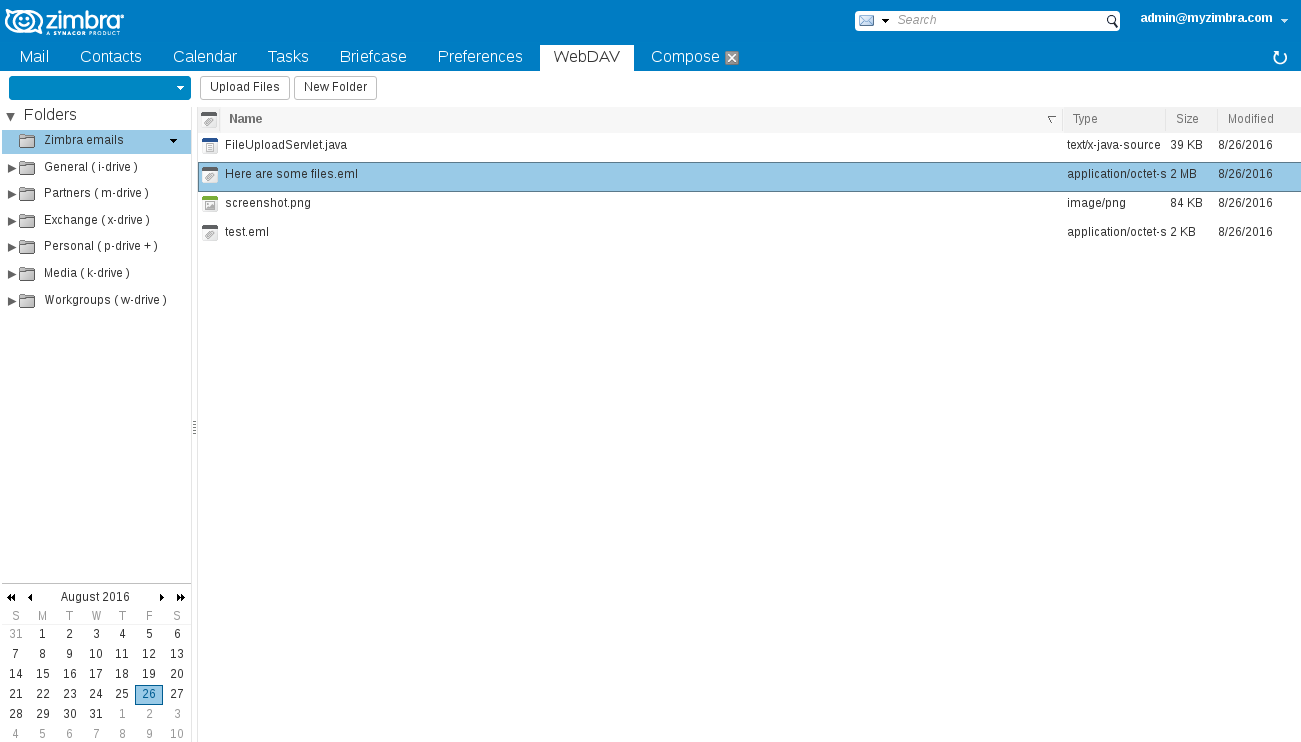 zimbra
A SYNACOR PRODUCT
Search
admin@myzimbra.com
Mail Contacts Calendar Tasks Briefcase Preferences WebDAV Compose
Upload Files New Folder
Folders
Name Type Size Modified
Zimbra emails
General ( i-drive )
Partners ( m-drive )
Exchange ( x-drive )
Personal ( p-drive + )
Media ( k-drive )
Workgroups ( w-drive )
FileUploadServlet.java text/x-java-source 39 KB 8/26/2016
Here are some files.eml application/octet-s 2 MB 8/26/2016
screenshot.png image/png 84 KB 8/26/2016
test.eml application/octet-s 2 KB 8/26/2016
August 2016
S M T W T F S
31 1 2 3 4 5 6
7 8 9 10 11 12 13
14 15 16 17 18 19 20
21 22 23 24 25 26 27
28 29 30 31 1 2 3
4 5 6 7 8 9 10